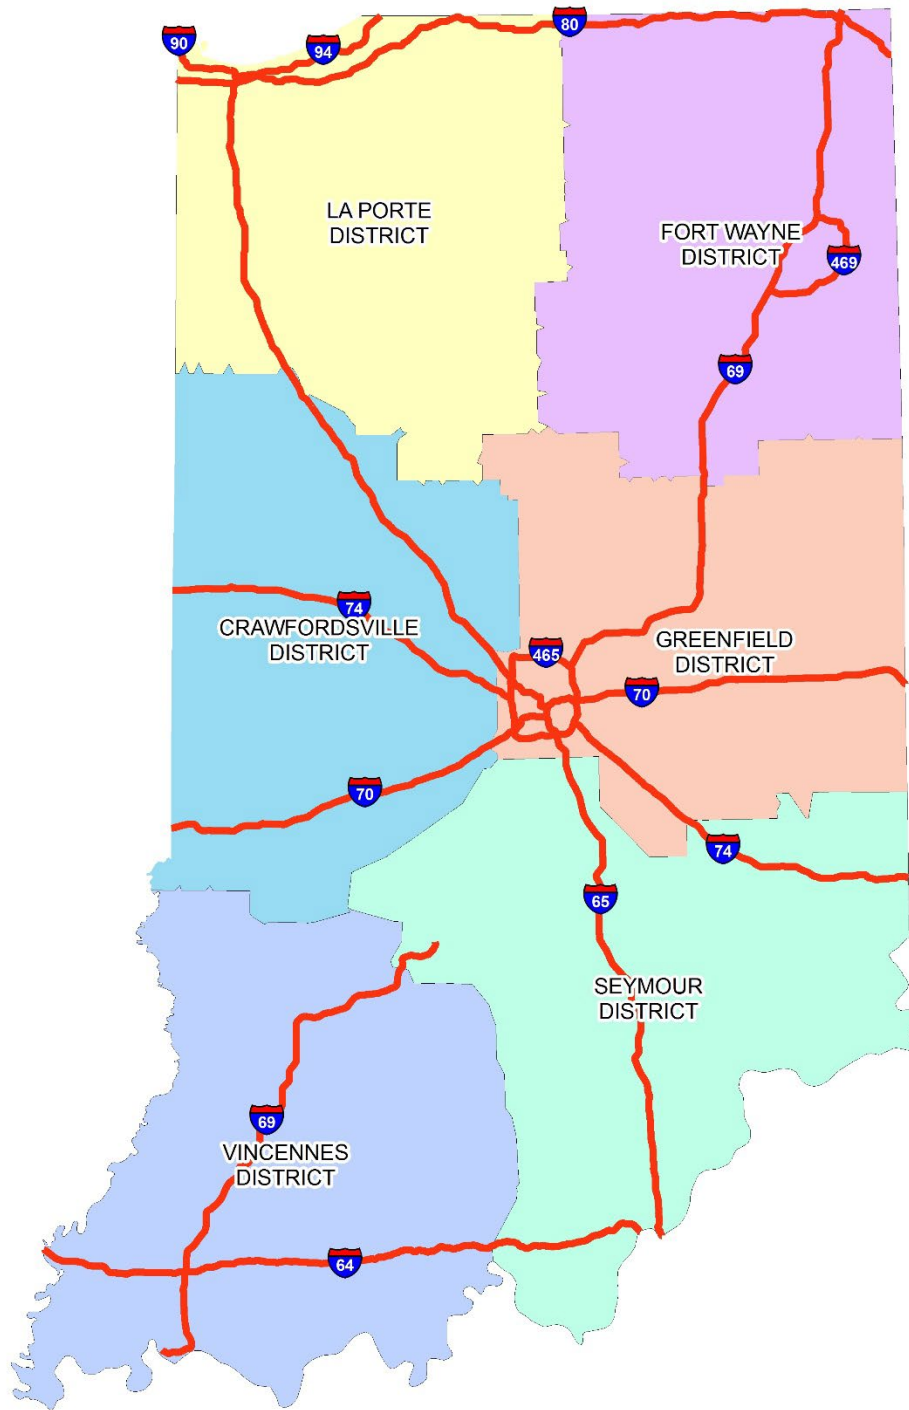 80
90
94
LA PORTE
DISTRICT
FORT WAYNE
DISTRICT
469
69
74
CRAWFORDSVILLE
DISTRICT
465
GREENFIELD
DISTRICT
70
70
74
65
SEYMOUR
DISTRICT
69
VINCENNES
DISTRICT
64